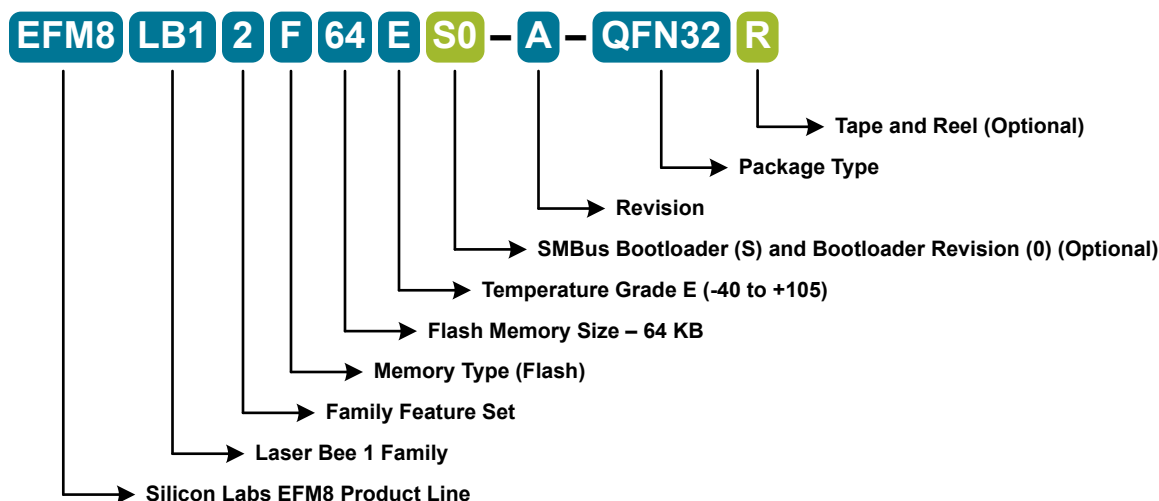 EFM8 LB1 2 F 64 E S0 – A – QFN32 R
Tape and Reel (Optional)
Package Type
Revision
SMBus Bootloader (S) and Bootloader Revision (0) (Optional)
Temperature Grade E (-40 to +105)
Flash Memory Size – 64 KB
Memory Type (Flash)
Family Feature Set
Laser Bee 1 Family
Silicon Labs EFM8 Product Line